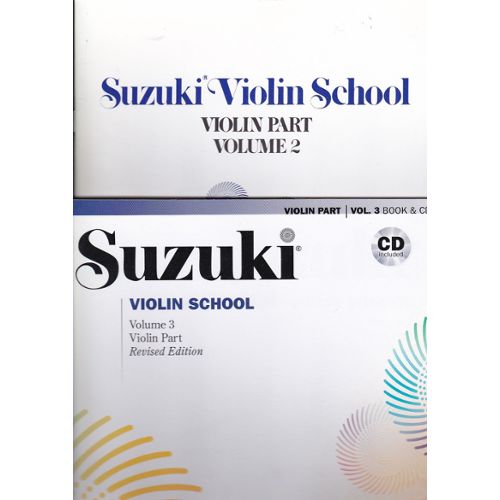 Suzuki® Violin School
VIOLIN PART
VOLUME 2
VIOLIN PART | VOL. 3 BOOK & CD
Suzuki®
CD
included
VIOLIN SCHOOL
Volume 3
Violin Part
Revised Edition